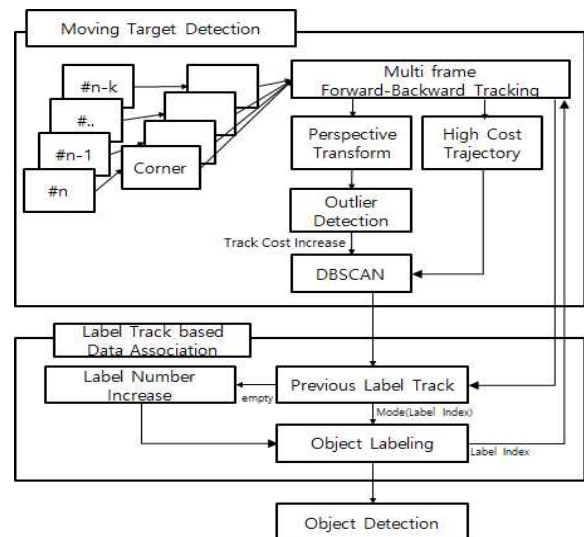 Moving Target Detection
#n-k
#..
#n-1
#n
Corner
Multi frame
Forward-Backward Tracking
Perspective
Transform
High Cost
Trajectory
Outlier
Detection
Track Cost Increase
DBSCAN
Label Track based
Data Association
Label Number
Increase
empty
Previous Label Track
Mode(Label Index)
Object Labeling
Label Index
Object Detection